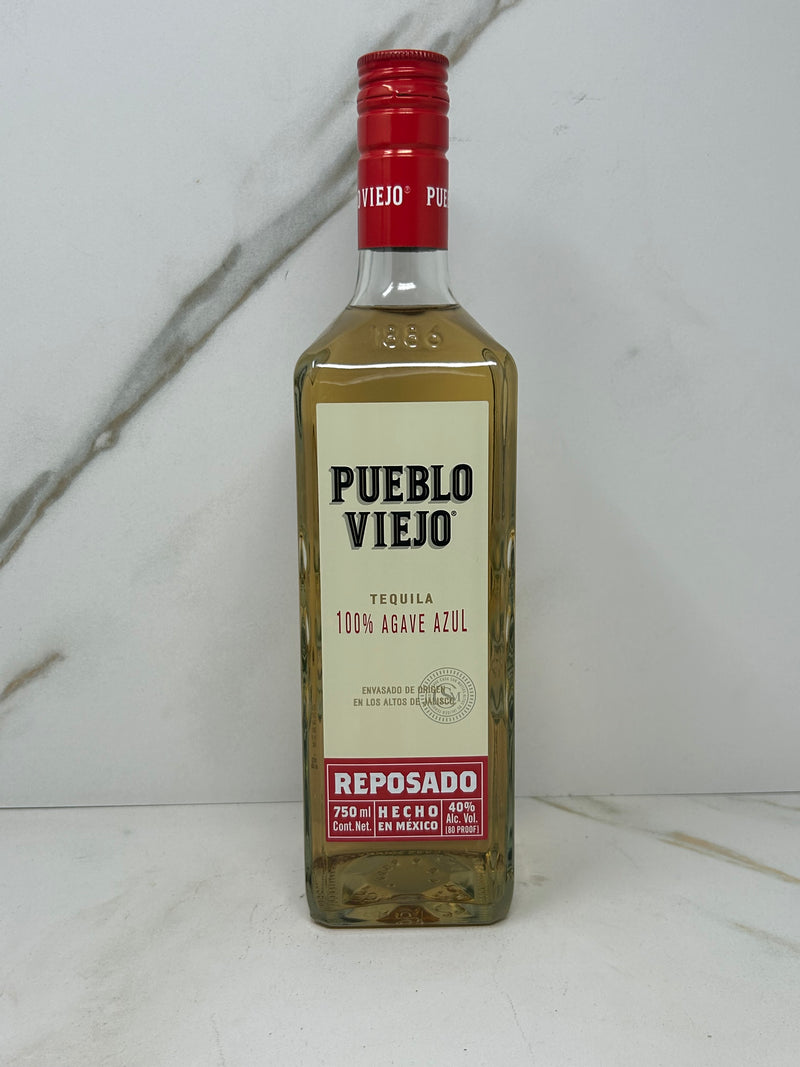 VIEJO®
1886
PUEBLO
VIEJO®
TEQUILA
100% AGAVE AZUL
ENVASADO DE ORIGEN
EN LOS ALTOS DE JALISCO
REPOSADO
750 ml
Cont. Net.
HECHO
EN MÉXICO
40%
Alc. Vol.
[80 PROOF]